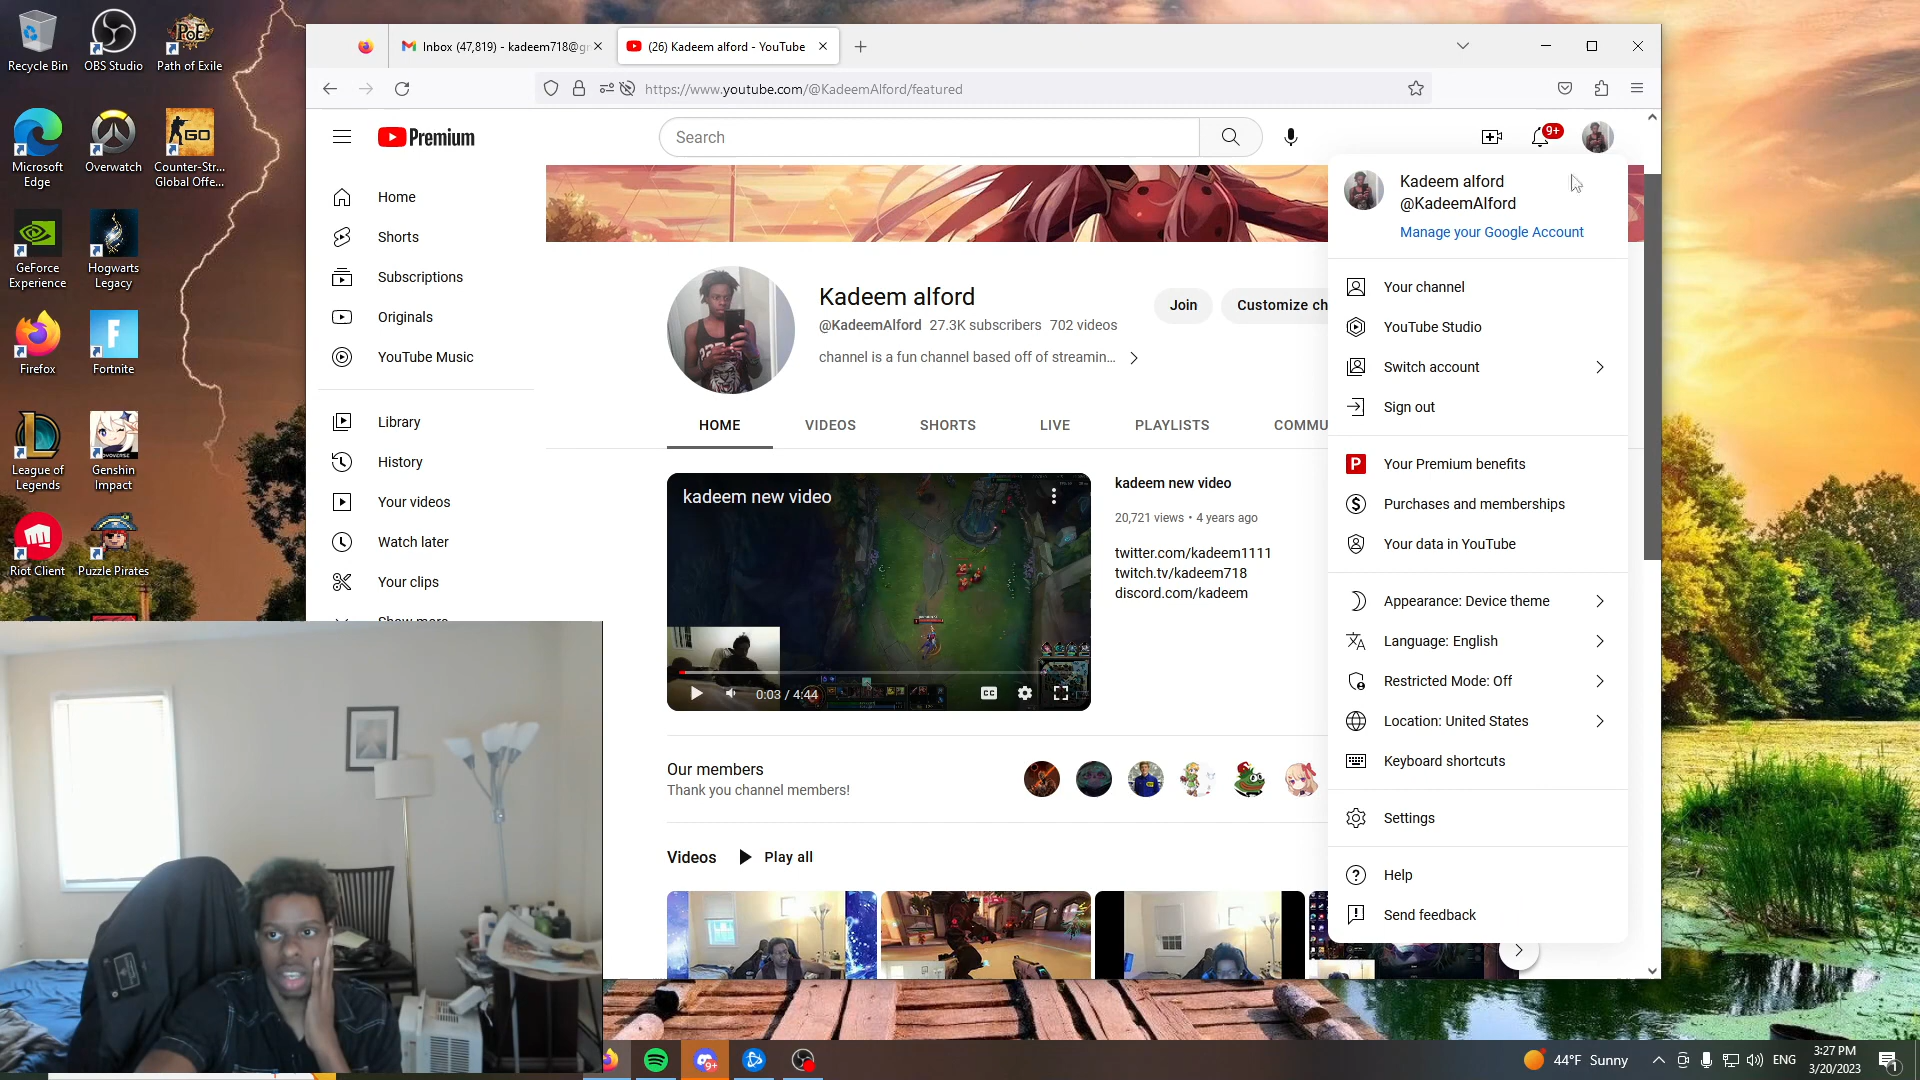 Recycle Bin
OBS Studio
Path of Exile
Microsoft
Edge
Overwatch
Counter-Str...
Global Offe...
GeForce
Experience
Hogwarts
Legacy
Firefox
Fortnite
League of
Legends
Genshin
Impact
Riot Client
Puzzle Pirates
Inbox (47,819) - kadeem718@g
(26) Kadeem alford - YouTube
https://www.youtube.com/@KadeemAlford/featured
Premium
Search
9+
Home
Shorts
Subscriptions
Originals
YouTube Music
Library
History
Your videos
Watch later
Your clips
Show more
Kadeem alford
@KadeemAlford 27.3K subscribers 702 videos
channel is a fun channel based off of streamin...
Join
Customize ch
HOME
VIDEOS
SHORTS
LIVE
PLAYLISTS
COMMU
kadeem new video
0:03 / 4:44
kadeem new video
20,721 views • 4 years ago
twitter.com/kadeem1111
twitch.tv/kadeem718
discord.com/kadeem
Our members
Thank you channel members!
Videos
Play all
Kadeem alford
@KadeemAlford
Manage your Google Account
Your channel
YouTube Studio
Switch account
Sign out
Your Premium benefits
Purchases and memberships
Your data in YouTube
Appearance: Device theme
Language: English
Restricted Mode: Off
Location: United States
Keyboard shortcuts
Settings
Help
Send feedback
9+
44°F Sunny
ENG
3:27 PM
3/20/2023
1